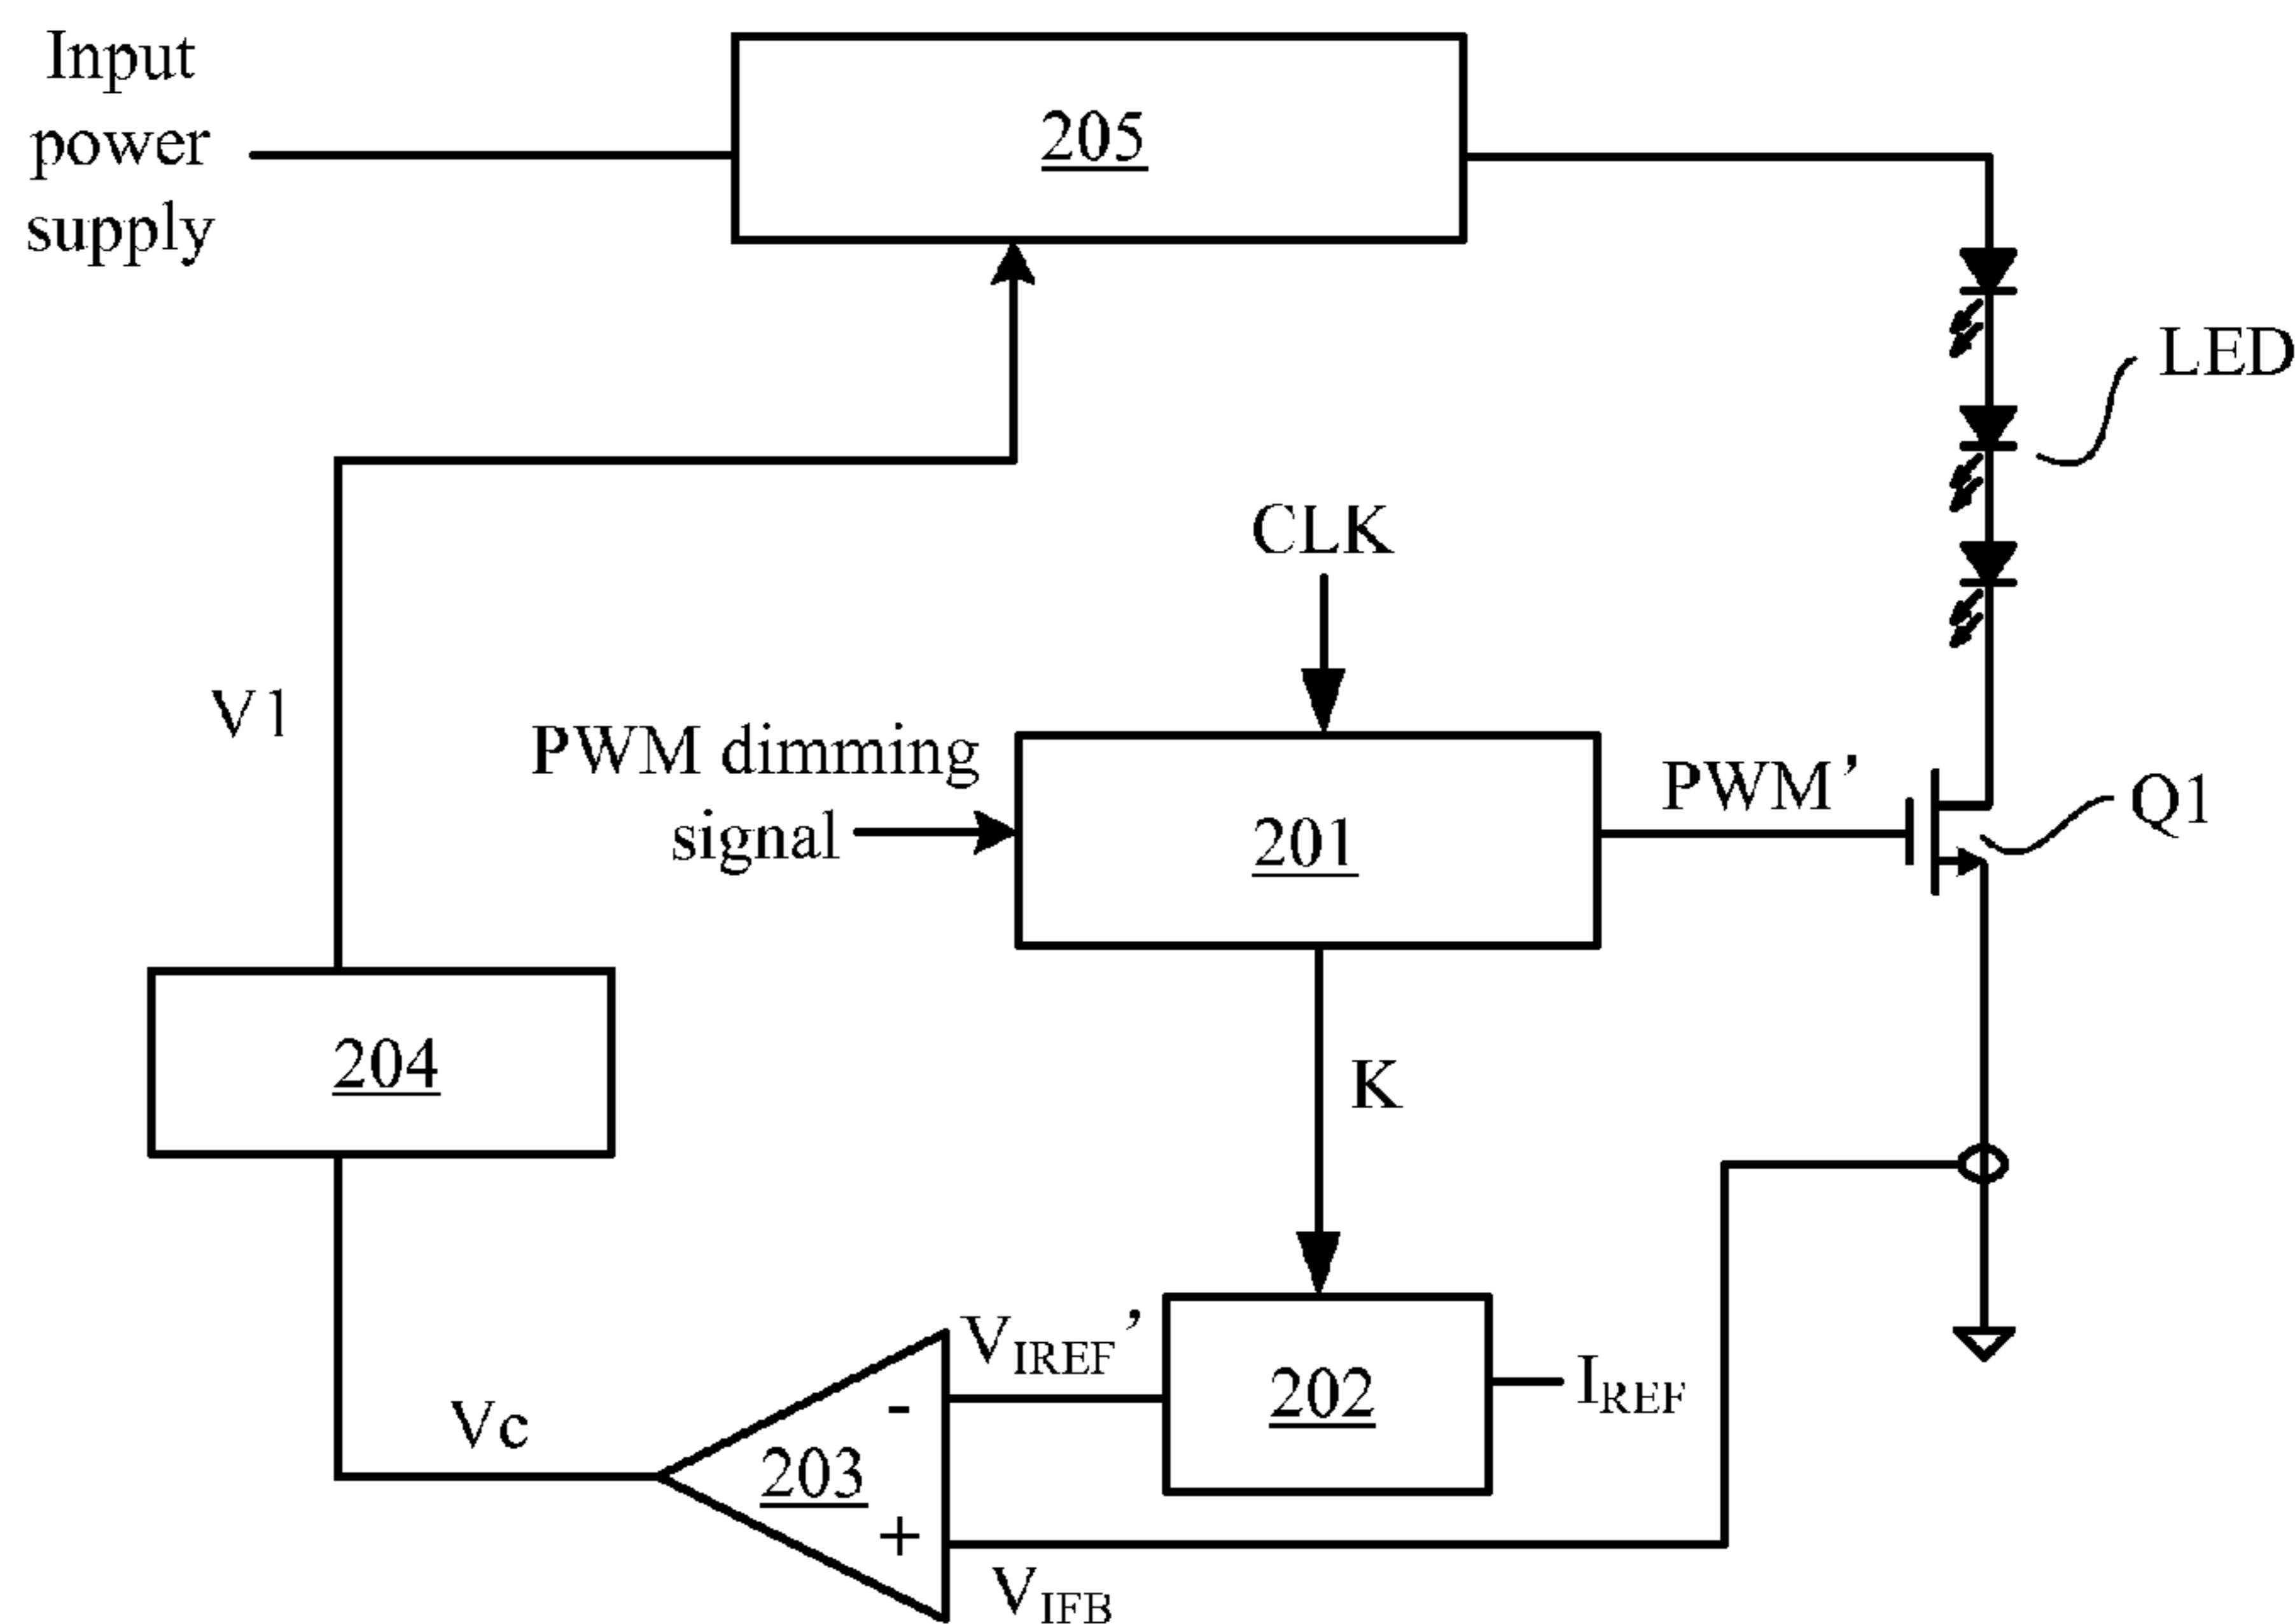 Input
power
supply
205
LED
CLK
V1
PWM dimming
signal
201
PWM’
Q1
204
K
V_IREF’
202
I_REF
Vc
203
-
+
V_IFB